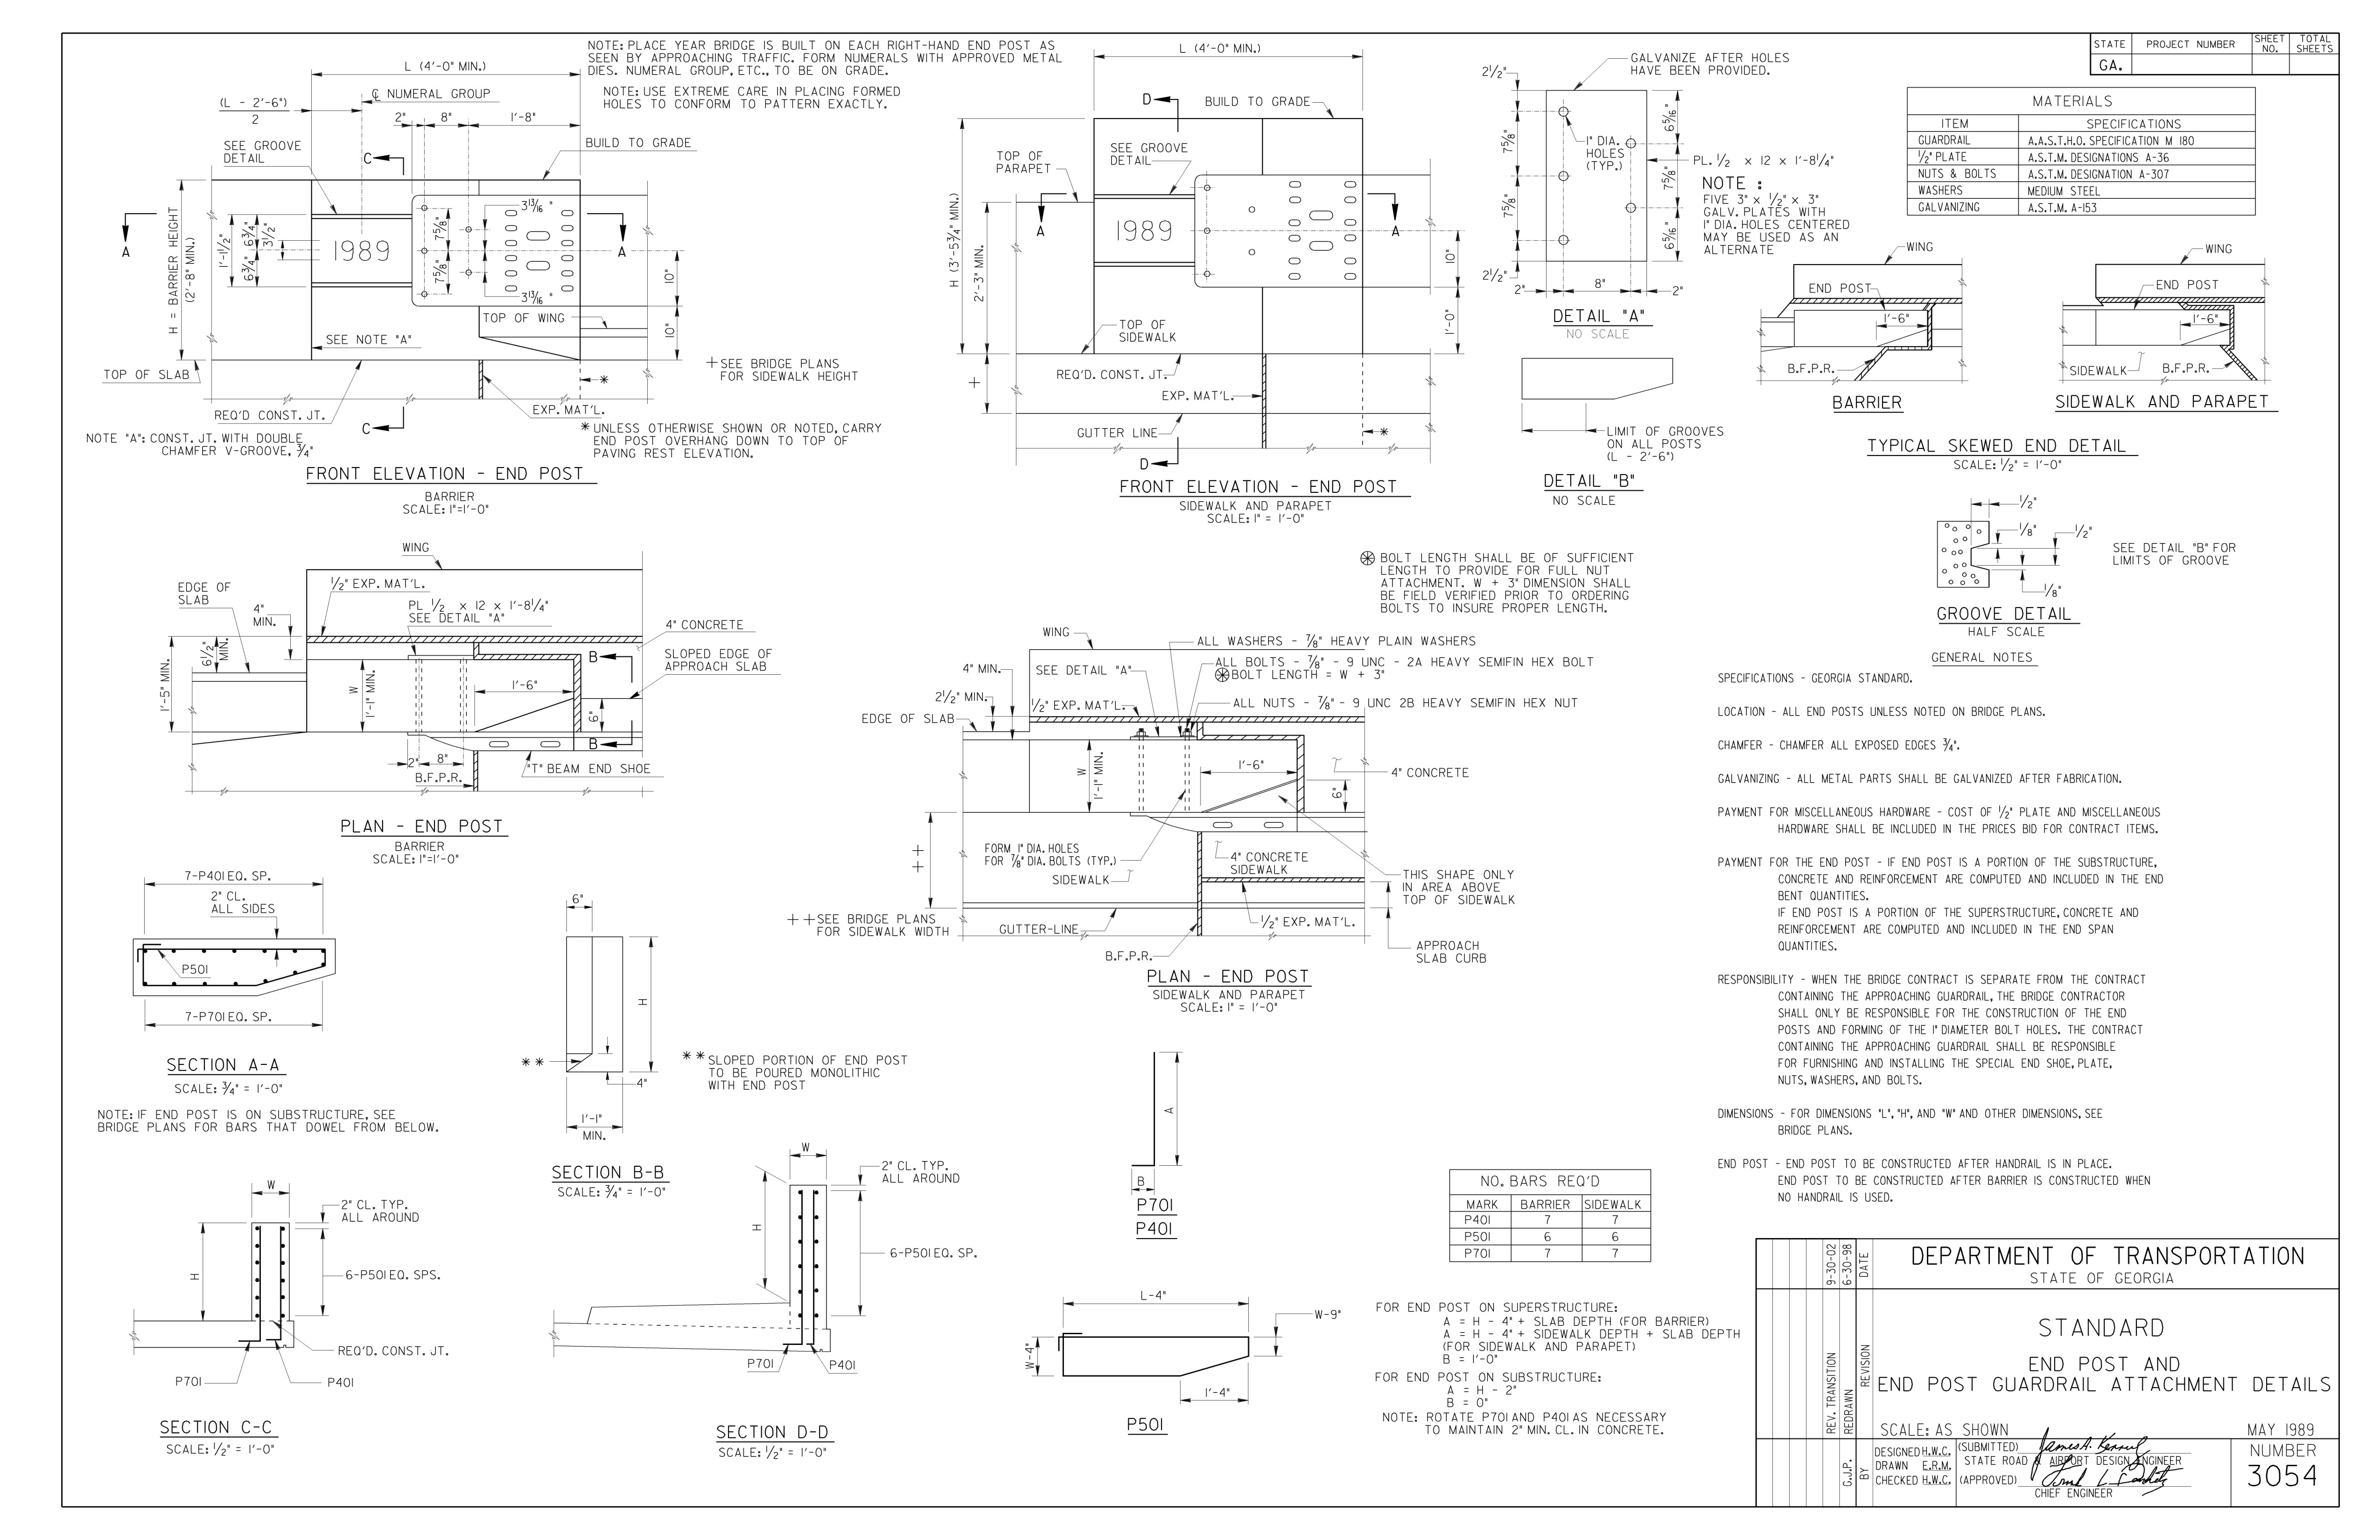 STATE
PROJECT NUMBER
SHEET NO.
TOTAL SHEETS
GA.
NOTE: PLACE YEAR BRIDGE IS BUILT ON EACH RIGHT-HAND END POST AS
SEEN BY APPROACHING TRAFFIC. FORM NUMERALS WITH APPROVED METAL
DIES. NUMERAL GROUP, ETC., TO BE ON GRADE.
NOTE: USE EXTREME CARE IN PLACING FORMED
HOLES TO CONFORM TO PATTERN EXACTLY.
L (4'-0" MIN.)
(L - 2'-6")
2
℄ NUMERAL GROUP
2"
8"
1'-8"
SEE GROOVE
DETAIL
C
BUILD TO GRADE
A
A
H = BARRIER HEIGHT
(2'-8" MIN.)
1'-1 1/2"
6 3/4"
6 3/4"
3 1/2"
1989
7 5/8"
7 5/8"
3 13/16"
3 13/16"
10"
10"
TOP OF WING
SEE NOTE "A"
TOP OF SLAB
REQ'D CONST. JT.
C
EXP. MAT'L.
*
+ SEE BRIDGE PLANS
FOR SIDEWALK HEIGHT
* UNLESS OTHERWISE SHOWN OR NOTED, CARRY
END POST OVERHANG DOWN TO TOP OF
PAVING REST ELEVATION.
NOTE "A": CONST. JT. WITH DOUBLE
CHAMFER V-GROOVE, 3/4"
FRONT ELEVATION - END POST
BARRIER
SCALE: 1"=1'-0"
L (4'-0" MIN.)
D
BUILD TO GRADE
TOP OF
PARAPET
SEE GROOVE
DETAIL
A
A
H (3'-5 3/4" MIN.)
2'-3" MIN.
1989
10"
1'-0"
TOP OF
SIDEWALK
REQ'D. CONST. JT.
+
EXP. MAT'L.
GUTTER LINE
*
D
FRONT ELEVATION - END POST
SIDEWALK AND PARAPET
SCALE: 1" = 1'-0"
GALVANIZE AFTER HOLES
HAVE BEEN PROVIDED.
2 1/2"
7 5/8"
7 5/8"
2 1/2"
1" DIA.
HOLES
(TYP.)
6 5/16"
7 5/8"
6 5/16"
2"
8"
2"
PL. 1/2 x 12 x 1'-8 1/4"
NOTE :
FIVE 3" x 1/2" x 3"
GALV. PLATES WITH
1" DIA. HOLES CENTERED
MAY BE USED AS AN
ALTERNATE
DETAIL "A"
NO SCALE
LIMIT OF GROOVES
ON ALL POSTS
(L - 2'-6")
DETAIL "B"
NO SCALE
MATERIALS
ITEM SPECIFICATIONS
GUARDRAIL A.A.S.T.H.O. SPECIFICATION M 180
1/2" PLATE A.S.T.M. DESIGNATIONS A-36
NUTS & BOLTS A.S.T.M. DESIGNATION A-307
WASHERS MEDIUM STEEL
GALVANIZING A.S.T.M. A-153
WING
END POST
1'-6"
B.F.P.R.
BARRIER
WING
END POST
1'-6"
SIDEWALK
B.F.P.R.
SIDEWALK AND PARAPET
TYPICAL SKEWED END DETAIL
SCALE: 1/2" = 1'-0"
1/2"
1/8"
1/2"
1/8"
SEE DETAIL "B" FOR
LIMITS OF GROOVE
GROOVE DETAIL
HALF SCALE
WING
EDGE OF
SLAB
1/2" EXP. MAT'L.
4"
MIN.
PL 1/2 x 12 x 1'-8 1/4"
SEE DETAIL "A"
4" CONCRETE
SLOPED EDGE OF
APPROACH SLAB
B
B
1'-5" MIN.
6 1/2"
MIN.
W
1'-1" MIN.
1'-6"
6"
2"
8"
B.F.P.R.
"T" BEAM END SHOE
PLAN - END POST
BARRIER
SCALE: 1"=1'-0"
⊛ BOLT LENGTH SHALL BE OF SUFFICIENT
LENGTH TO PROVIDE FOR FULL NUT
ATTACHMENT. W + 3" DIMENSION SHALL
BE FIELD VERIFIED PRIOR TO ORDERING
BOLTS TO INSURE PROPER LENGTH.
WING
ALL WASHERS - 7/8" HEAVY PLAIN WASHERS
4" MIN.
SEE DETAIL "A"
ALL BOLTS - 7/8" - 9 UNC - 2A HEAVY SEMIFIN HEX BOLT
⊛ BOLT LENGTH = W + 3"
2 1/2" MIN.
1/2" EXP. MAT'L.
ALL NUTS - 7/8" - 9 UNC 2B HEAVY SEMIFIN HEX NUT
EDGE OF SLAB
W
1'-1" MIN.
1'-6"
6"
4" CONCRETE
+ +
FORM 1" DIA. HOLES
FOR 7/8" DIA. BOLTS (TYP.)
4" CONCRETE
SIDEWALK
SIDEWALK
THIS SHAPE ONLY
IN AREA ABOVE
TOP OF SIDEWALK
+ + SEE BRIDGE PLANS
FOR SIDEWALK WIDTH
GUTTER-LINE
1/2" EXP. MAT'L.
B.F.P.R.
APPROACH
SLAB CURB
PLAN - END POST
SIDEWALK AND PARAPET
SCALE: 1" = 1'-0"
7-P401 EQ. SP.
2" CL.
ALL SIDES
P501
7-P701 EQ. SP.
SECTION A-A
SCALE: 3/4" = 1'-0"
NOTE: IF END POST IS ON SUBSTRUCTURE, SEE
BRIDGE PLANS FOR BARS THAT DOWEL FROM BELOW.
6"
H
* *
4"
1'-1"
MIN.
* * SLOPED PORTION OF END POST
TO BE POURED MONOLITHIC
WITH END POST
SECTION B-B
SCALE: 3/4" = 1'-0"
W
2" CL. TYP.
ALL AROUND
H
6-P501 EQ. SPS.
REQ'D. CONST. JT.
P701
P401
SECTION C-C
SCALE: 1/2" = 1'-0"
W
2" CL. TYP.
ALL AROUND
H
6-P501 EQ. SP.
P701
P401
SECTION D-D
SCALE: 1/2" = 1'-0"
A
B
P701
P401
L-4"
W-9"
W-4"
1'-4"
P501
NO. BARS REQ'D
MARK BARRIER SIDEWALK
P401 7 7
P501 6 6
P701 7 7
FOR END POST ON SUPERSTRUCTURE:
A = H - 4" + SLAB DEPTH (FOR BARRIER)
A = H - 4" + SIDEWALK DEPTH + SLAB DEPTH
(FOR SIDEWALK AND PARAPET)
B = 1'-0"
FOR END POST ON SUBSTRUCTURE:
A = H - 2"
B = 0"
NOTE: ROTATE P701 AND P401 AS NECESSARY
TO MAINTAIN 2" MIN. CL. IN CONCRETE.
GENERAL NOTES
SPECIFICATIONS - GEORGIA STANDARD.
LOCATION - ALL END POSTS UNLESS NOTED ON BRIDGE PLANS.
CHAMFER - CHAMFER ALL EXPOSED EDGES 3/4".
GALVANIZING - ALL METAL PARTS SHALL BE GALVANIZED AFTER FABRICATION.
PAYMENT FOR MISCELLANEOUS HARDWARE - COST OF 1/2" PLATE AND MISCELLANEOUS
HARDWARE SHALL BE INCLUDED IN THE PRICES BID FOR CONTRACT ITEMS.
PAYMENT FOR THE END POST - IF END POST IS A PORTION OF THE SUBSTRUCTURE,
CONCRETE AND REINFORCEMENT ARE COMPUTED AND INCLUDED IN THE END
BENT QUANTITIES.
IF END POST IS A PORTION OF THE SUPERSTRUCTURE, CONCRETE AND
REINFORCEMENT ARE COMPUTED AND INCLUDED IN THE END SPAN
QUANTITIES.
RESPONSIBILITY - WHEN THE BRIDGE CONTRACT IS SEPARATE FROM THE CONTRACT
CONTAINING THE APPROACHING GUARDRAIL, THE BRIDGE CONTRACTOR
SHALL ONLY BE RESPONSIBLE FOR THE CONSTRUCTION OF THE END
POSTS AND FORMING OF THE 1" DIAMETER BOLT HOLES. THE CONTRACT
CONTAINING THE APPROACHING GUARDRAIL SHALL BE RESPONSIBLE
FOR FURNISHING AND INSTALLING THE SPECIAL END SHOE, PLATE,
NUTS, WASHERS, AND BOLTS.
DIMENSIONS - FOR DIMENSIONS "L", "H", AND "W" AND OTHER DIMENSIONS, SEE
BRIDGE PLANS.
END POST - END POST TO BE CONSTRUCTED AFTER HANDRAIL IS IN PLACE.
END POST TO BE CONSTRUCTED AFTER BARRIER IS CONSTRUCTED WHEN
NO HANDRAIL IS USED.
9-30-02
6-30-98
DATE
REV. TRANSITION
REDRAWN
REVISION
G.J.P.
BY
DEPARTMENT OF TRANSPORTATION
STATE OF GEORGIA
STANDARD
END POST AND
END POST GUARDRAIL ATTACHMENT DETAILS
SCALE: AS SHOWN
MAY 1989
DESIGNED H.W.C.
DRAWN E.R.M.
CHECKED H.W.C.
(SUBMITTED)
STATE ROAD & AIRPORT DESIGN ENGINEER
(APPROVED)
CHIEF ENGINEER
NUMBER
3054